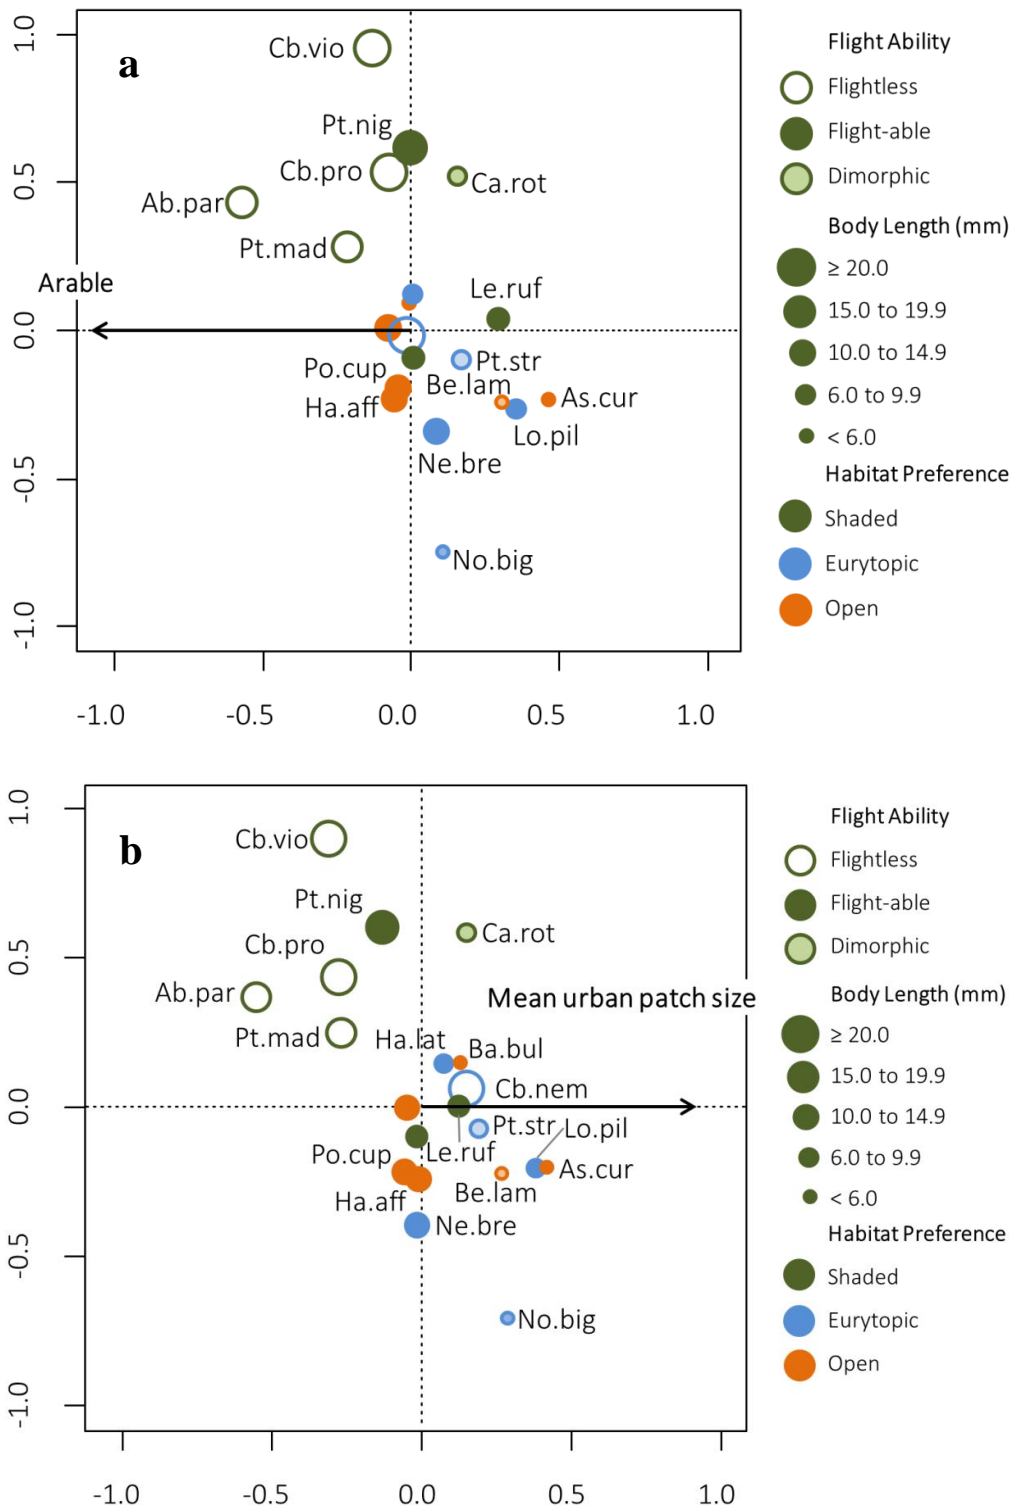 a
1.0
0.5
0.0
-0.5
-1.0
Cb.vio
Pt.nig
Cb.pro
Ca.rot
Ab.par
Pt.mad
Arable
Le.ruf
Po.cup
Pt.str
Be.lam
Ha.aff
As.cur
Lo.pil
Ne.bre
No.big
-1.0
-0.5
0.0
0.5
1.0
Flight Ability
Flightless
Flight-able
Dimorphic
Body Length (mm)
≥ 20.0
15.0 to 19.9
10.0 to 14.9
6.0 to 9.9
< 6.0
Habitat Preference
Shaded
Eurytopic
Open
b
1.0
0.5
0.0
-0.5
-1.0
Cb.vio
Pt.nig
Cb.pro
Ca.rot
Ab.par
Mean urban patch size
Pt.mad
Ha.lat
Ba.bul
Cb.nem
Pt.str
Lo.pil
Po.cup
Le.ruf
As.cur
Ha.aff
Be.lam
Ne.bre
No.big
-1.0
-0.5
0.0
0.5
1.0
Flight Ability
Flightless
Flight-able
Dimorphic
Body Length (mm)
≥ 20.0
15.0 to 19.9
10.0 to 14.9
6.0 to 9.9
< 6.0
Habitat Preference
Shaded
Eurytopic
Open